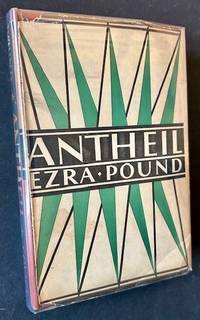 ANTHEIL
EZRA · POUND